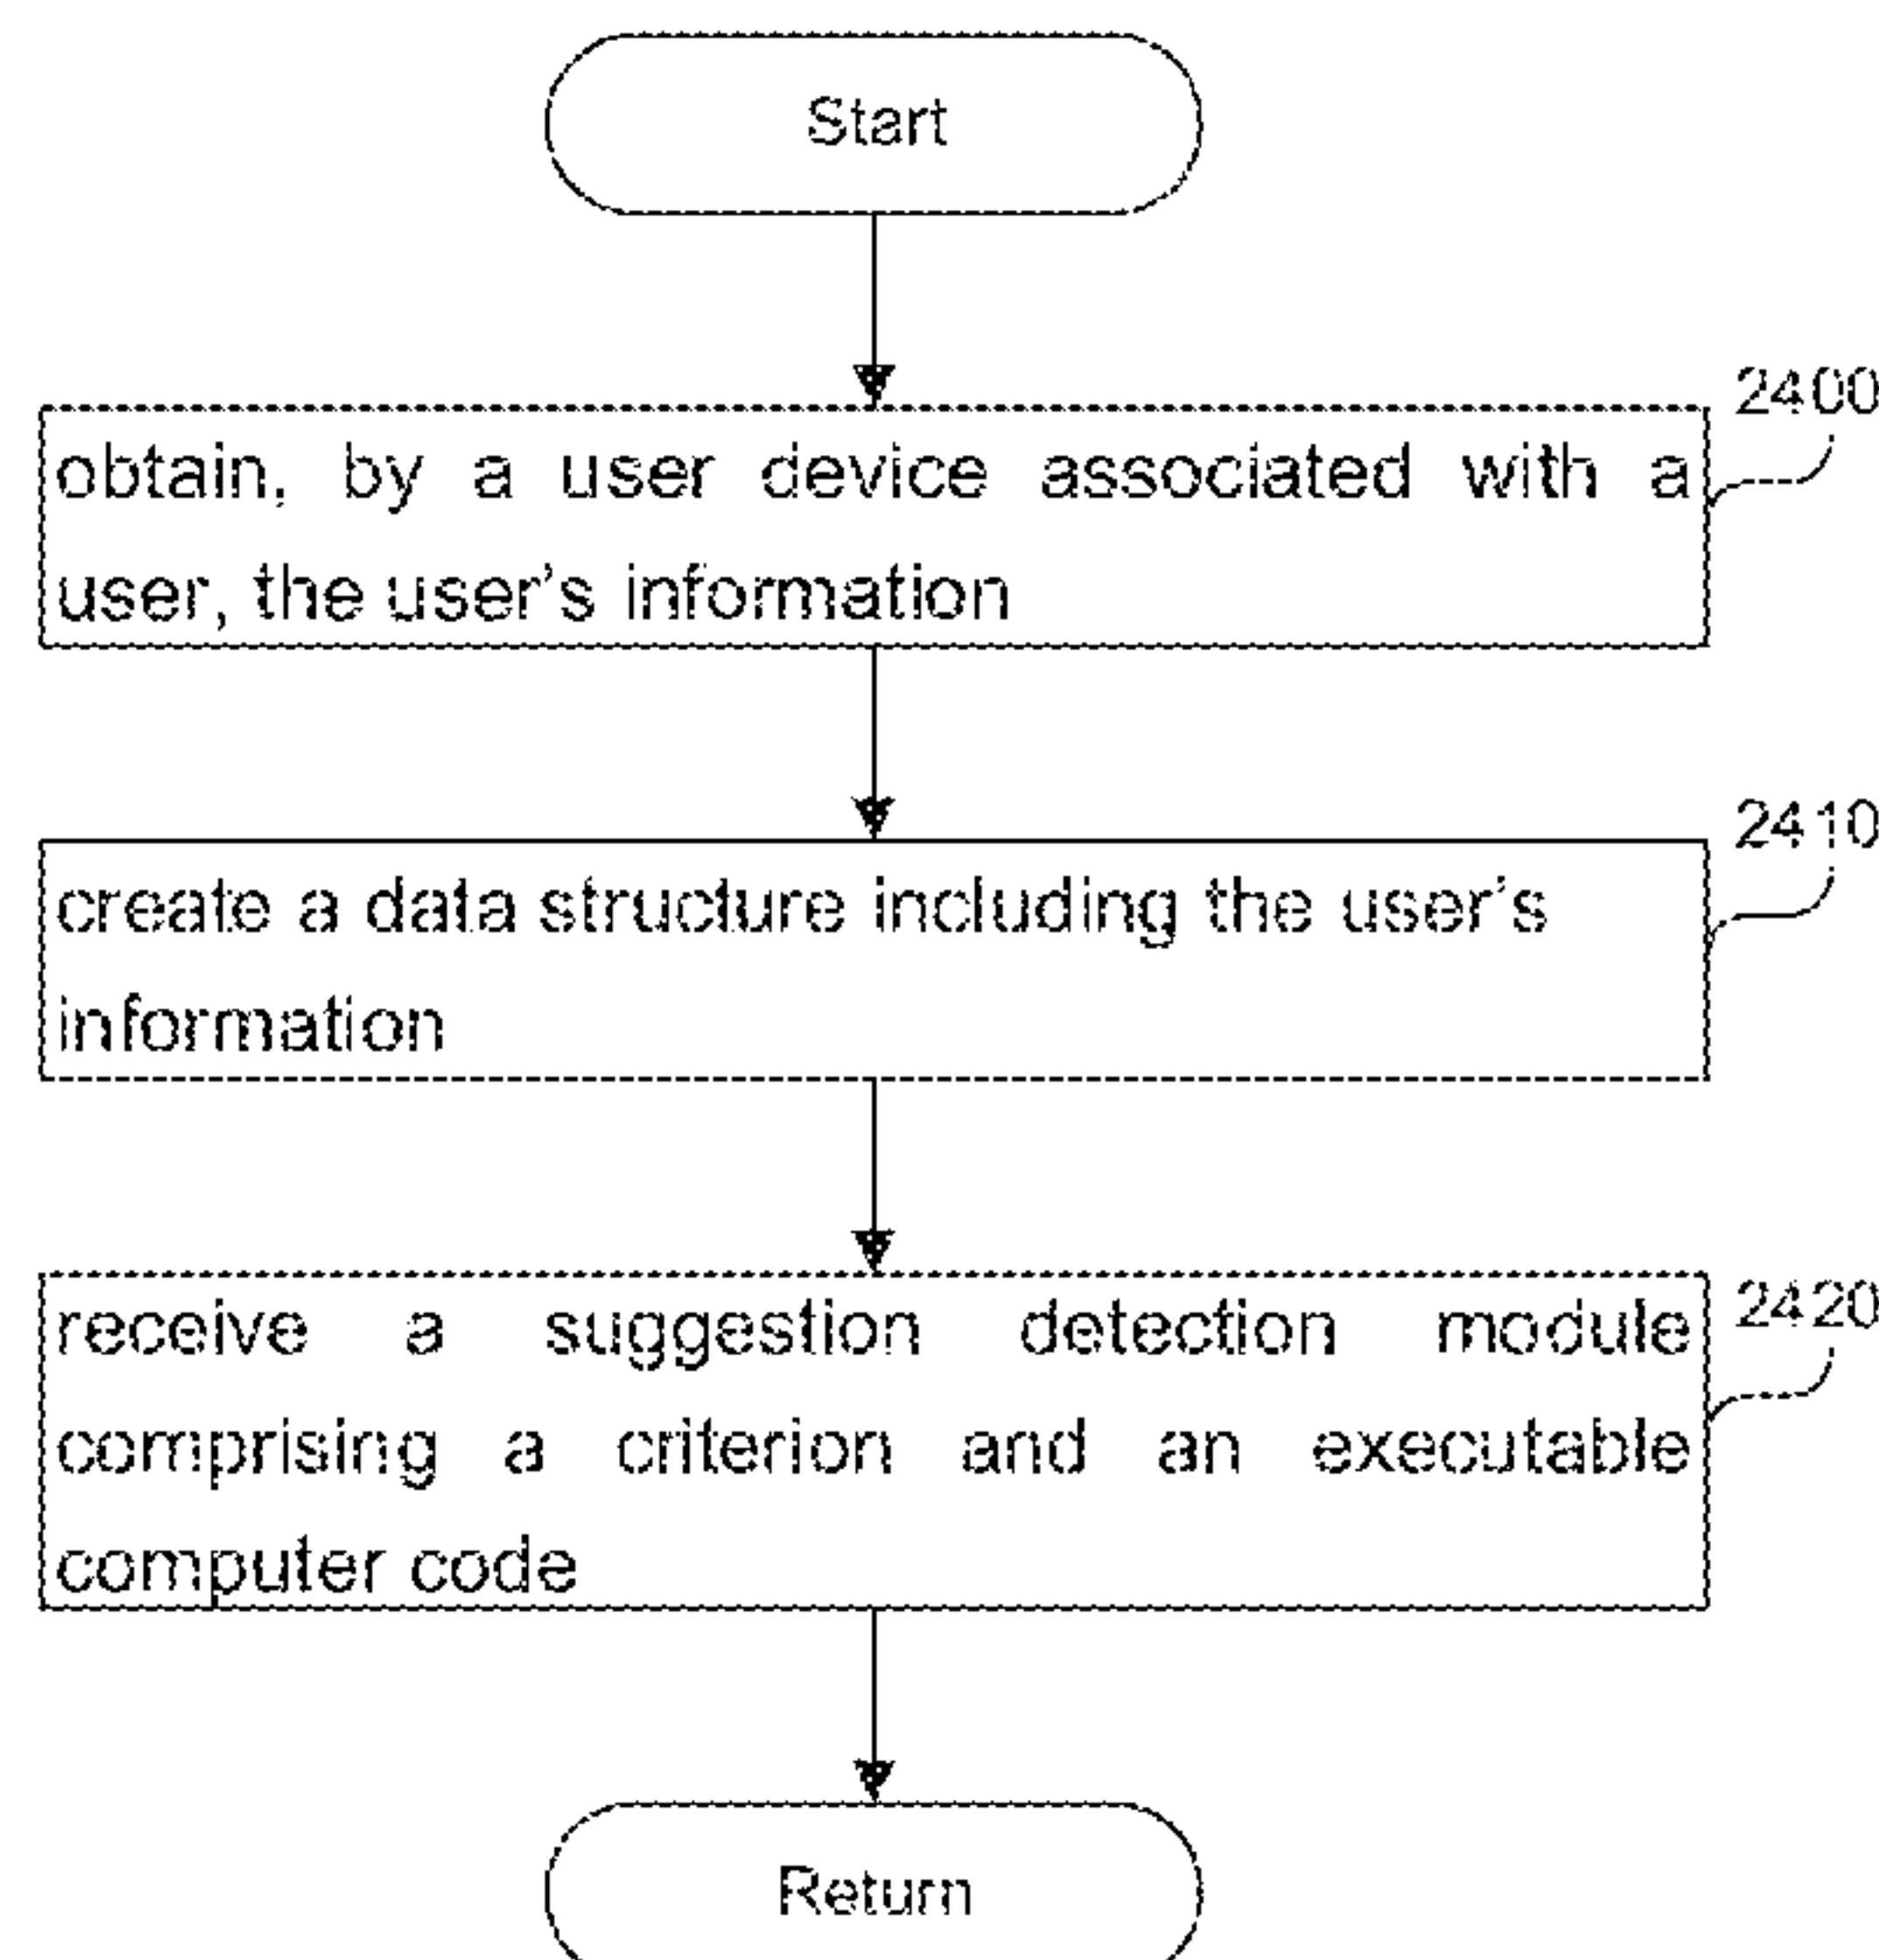 Start
2400
obtain, by a user device associated with a
user, the user's information
2410
create a data structure including the user's
information
2420
receive a suggestion detection module
comprising a criterion and an executable
computer code
Return